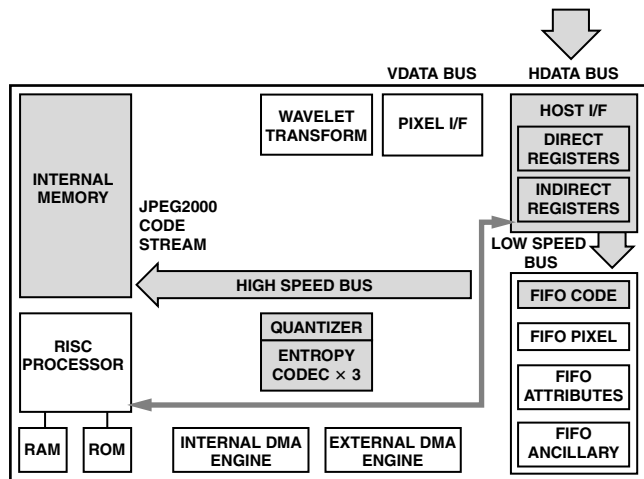 VDATA BUS
HDATA BUS
WAVELET
TRANSFORM
PIXEL I/F
HOST I/F
DIRECT
REGISTERS
INDIRECT
REGISTERS
INTERNAL
MEMORY
JPEG2000
CODE
STREAM
LOW SPEED
BUS
HIGH SPEED BUS
FIFO CODE
QUANTIZER
ENTROPY
CODEC × 3
FIFO PIXEL
RISC
PROCESSOR
FIFO
ATTRIBUTES
RAM
ROM
INTERNAL DMA
ENGINE
EXTERNAL DMA
ENGINE
FIFO
ANCILLARY